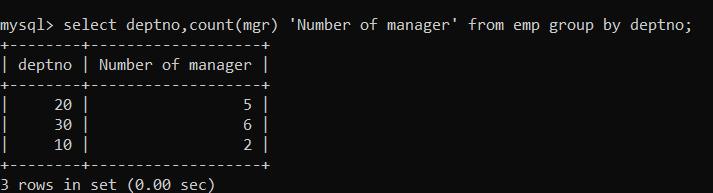 mysql> select deptno,count(mgr) 'Number of manager' from emp group by deptno;
+--------+-------------------+
| deptno | Number of manager |
+--------+-------------------+
|     20 |                 5 |
|     30 |                 6 |
|     10 |                 2 |
+--------+-------------------+
3 rows in set (0.00 sec)